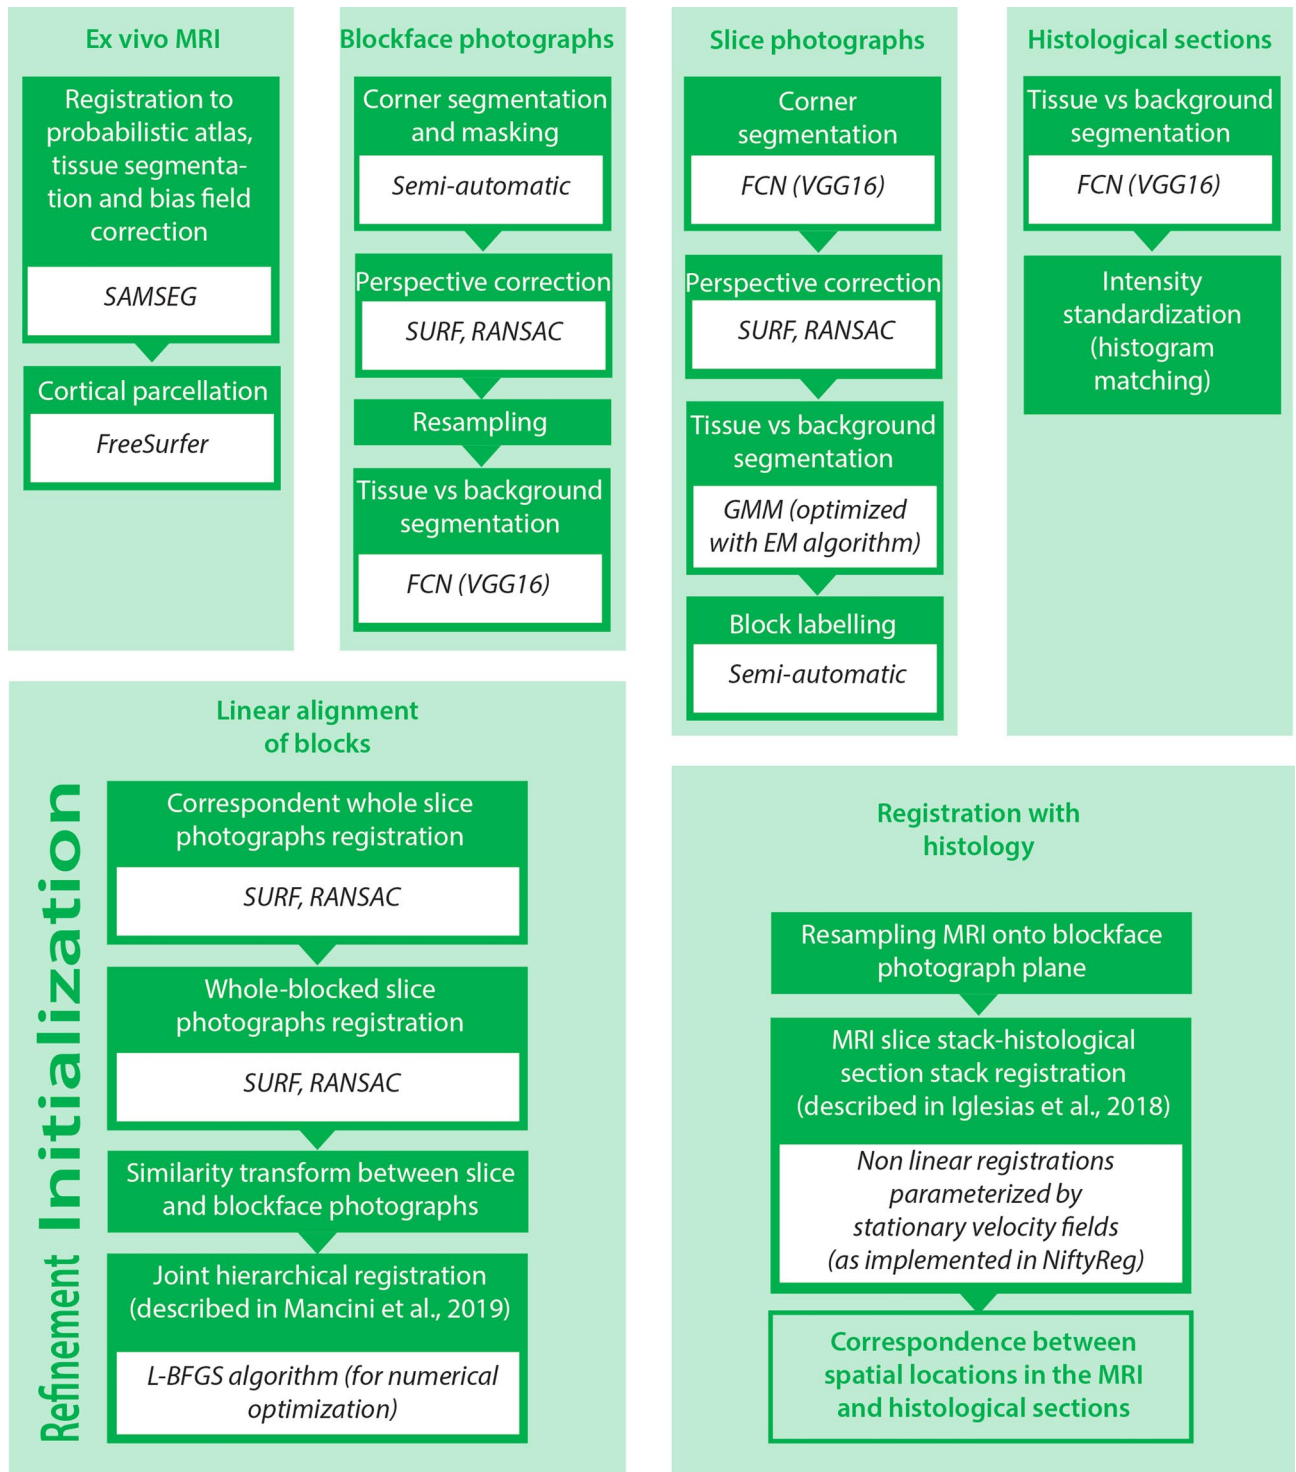 Ex vivo MRI
Registration to
probabilistic atlas,
tissue segmenta-
tion and bias field
correction
SAMSEG
Cortical parcellation
FreeSurfer
Blockface photographs
Corner segmentation
and masking
Semi-automatic
Perspective correction
SURF, RANSAC
Resampling
Tissue vs background
segmentation
FCN (VGG16)
Slice photographs
Corner
segmentation
FCN (VGG16)
Perspective correction
SURF, RANSAC
Tissue vs background
segmentation
GMM (optimized
with EM algorithm)
Block labelling
Semi-automatic
Histological sections
Tissue vs background
segmentation
FCN (VGG16)
Intensity
standardization
(histogram
matching)
Linear alignment
of blocks
Initialization
Correspondent whole slice
photographs registration
SURF, RANSAC
Whole-blocked slice
photographs registration
SURF, RANSAC
Similarity transform between slice
and blockface photographs
Refinement
Joint hierarchical registration
(described in Mancini et al., 2019)
L-BFGS algorithm (for numerical
optimization)
Registration with
histology
Resampling MRI onto blockface
photograph plane
MRI slice stack-histological
section stack registration
(described in Iglesias et al., 2018)
Non linear registrations
parameterized by
stationary velocity fields
(as implemented in NiftyReg)
Correspondence between
spatial locations in the MRI
and histological sections